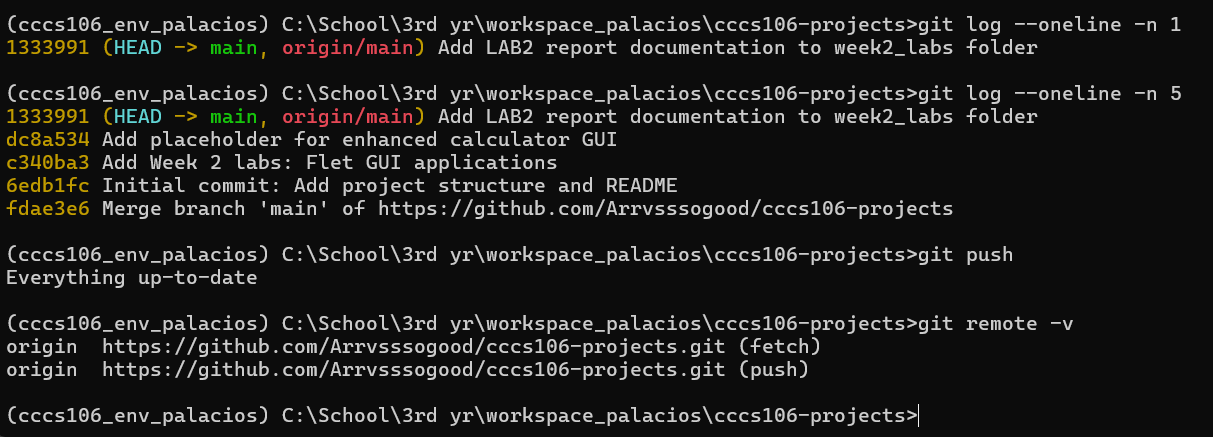 (cccs106_env_palacios) C:\School\3rd yr\workspace_palacios\cccs106-projects>git log --oneline -n 1
1333991 (HEAD -> main, origin/main) Add LAB2 report documentation to week2_labs folder
(cccs106_env_palacios) C:\School\3rd yr\workspace_palacios\cccs106-projects>git log --oneline -n 5
1333991 (HEAD -> main, origin/main) Add LAB2 report documentation to week2_labs folder
dc8a534 Add placeholder for enhanced calculator GUI
c340ba3 Add Week 2 labs: Flet GUI applications
6edb1fc Initial commit: Add project structure and README
fdae3e6 Merge branch 'main' of https://github.com/Arrvsssogood/cccs106-projects
(cccs106_env_palacios) C:\School\3rd yr\workspace_palacios\cccs106-projects>git push
Everything up-to-date
(cccs106_env_palacios) C:\School\3rd yr\workspace_palacios\cccs106-projects>git remote -v
origin  https://github.com/Arrvsssogood/cccs106-projects.git (fetch)
origin  https://github.com/Arrvsssogood/cccs106-projects.git (push)
(cccs106_env_palacios) C:\School\3rd yr\workspace_palacios\cccs106-projects>